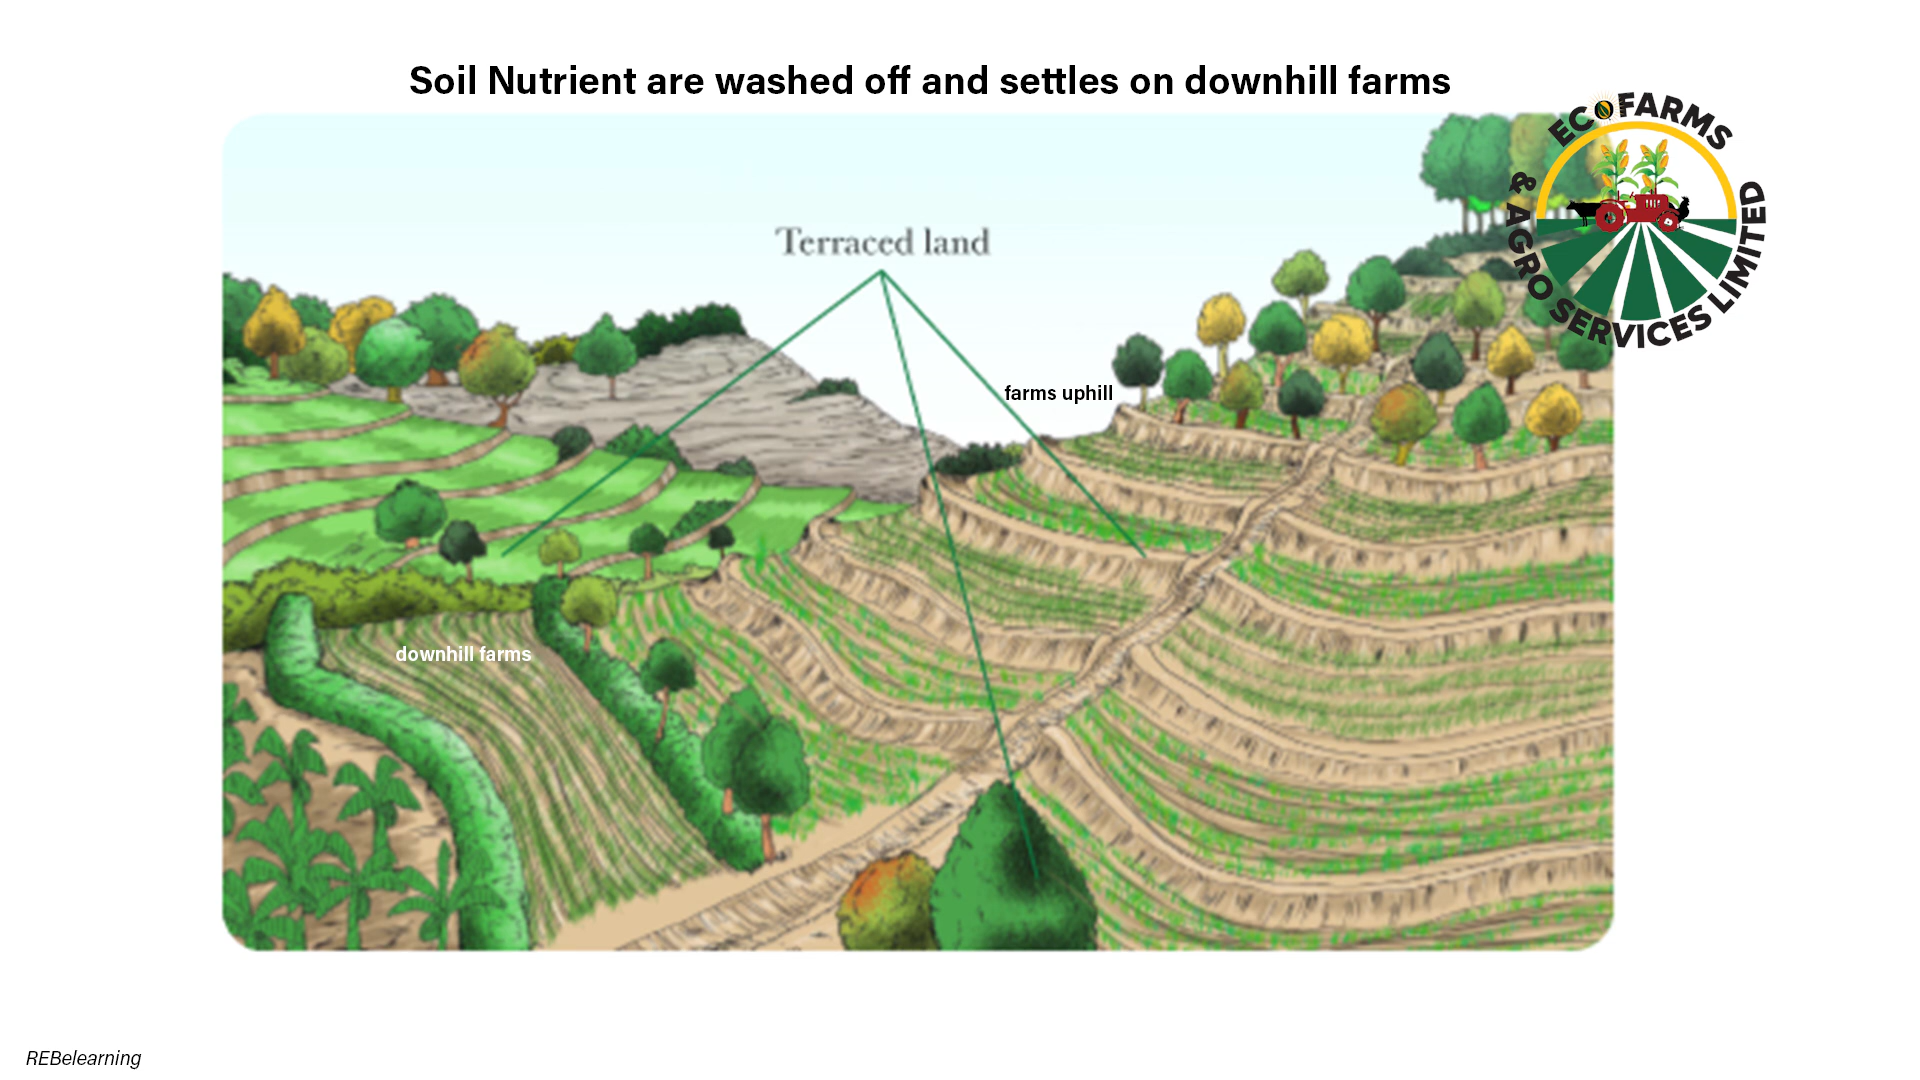 Soil Nutrient are washed off and settles on downhill farms
ECOFARMS
& AGRO SERVICES LIMITED
Terraced land
farms uphill
downhill farms
REBelearning